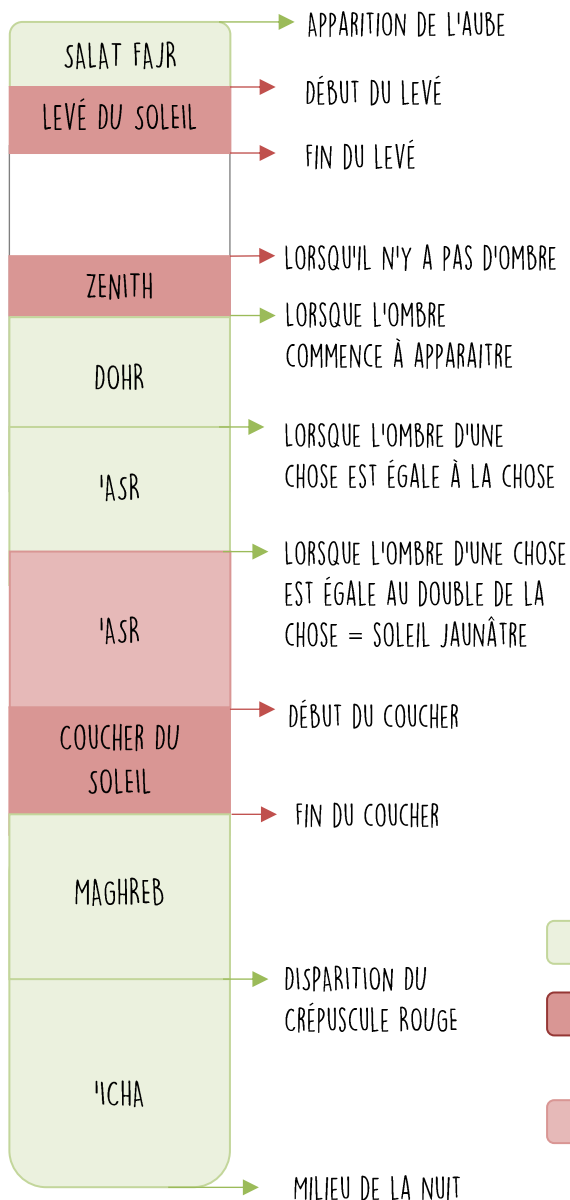 APPARITION DE L'AUBE
SALAT FAJR
DÉBUT DU LEVÉ
LEVÉ DU SOLEIL
FIN DU LEVÉ
LORSQU'IL N'Y A PAS D'OMBRE
ZENITH
LORSQUE L'OMBRE
COMMENCE À APPARAITRE
DOHR
LORSQUE L'OMBRE D'UNE
CHOSE EST ÉGALE À LA CHOSE
'ASR
LORSQUE L'OMBRE D'UNE CHOSE
EST ÉGALE AU DOUBLE DE LA
CHOSE = SOLEIL JAUNÂTRE
'ASR
DÉBUT DU COUCHER
COUCHER DU
SOLEIL
FIN DU COUCHER
MAGHREB
DISPARITION DU
CRÉPUSCULE ROUGE
'ICHA
MILIEU DE LA NUIT